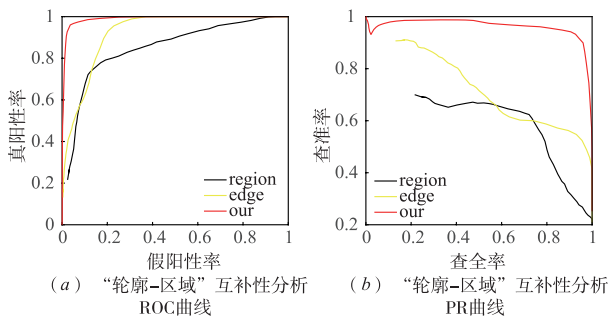 1
0.8
0.6
0.4
0.2
0
真阳性率
region
edge
our
0 0.2 0.4 0.6 0.8 1
假阳性率
(a) “轮廓–区域”互补性分析
ROC曲线
1
0.8
0.6
0.4
0.2
查准率
region
edge
our
0 0.2 0.4 0.6 0.8 1
查全率
(b) “轮廓–区域”互补性分析
PR曲线